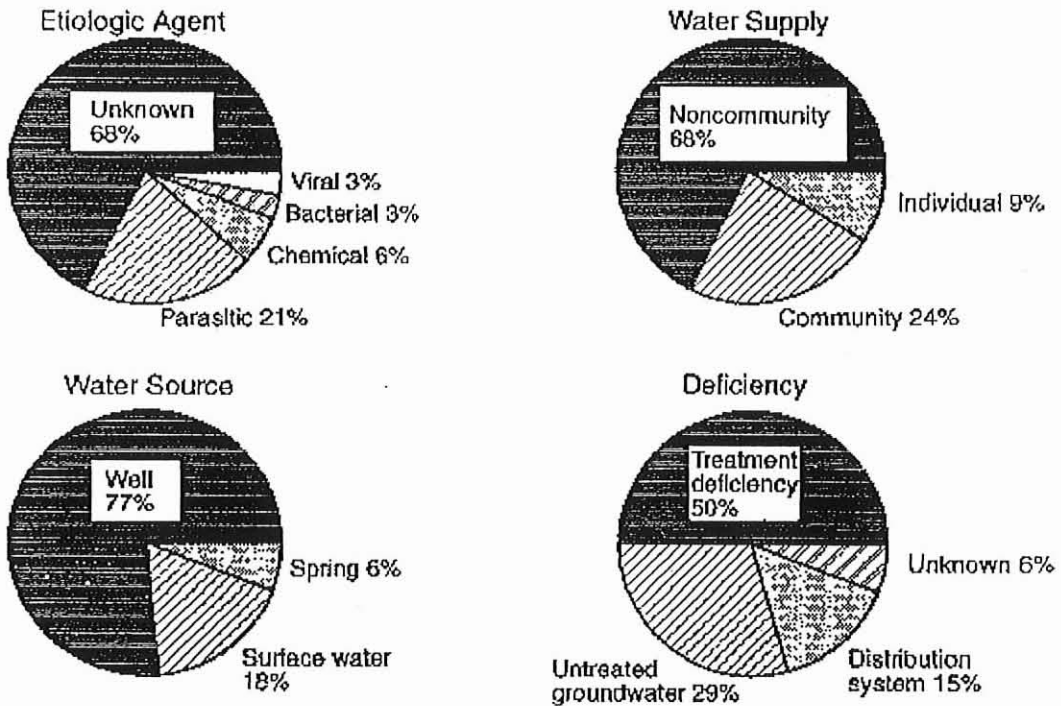 Etiologic Agent
Unknown
68%
Viral 3%
Bacterial 3%
Chemical 6%
Parasitic 21%
Water Supply
Noncommunity
68%
Individual 9%
Community 24%
Water Source
Well
77%
Spring 6%
Surface water
18%
Deficiency
Treatment
deficiency
50%
Unknown 6%
Distribution
system 15%
Untreated
groundwater 29%